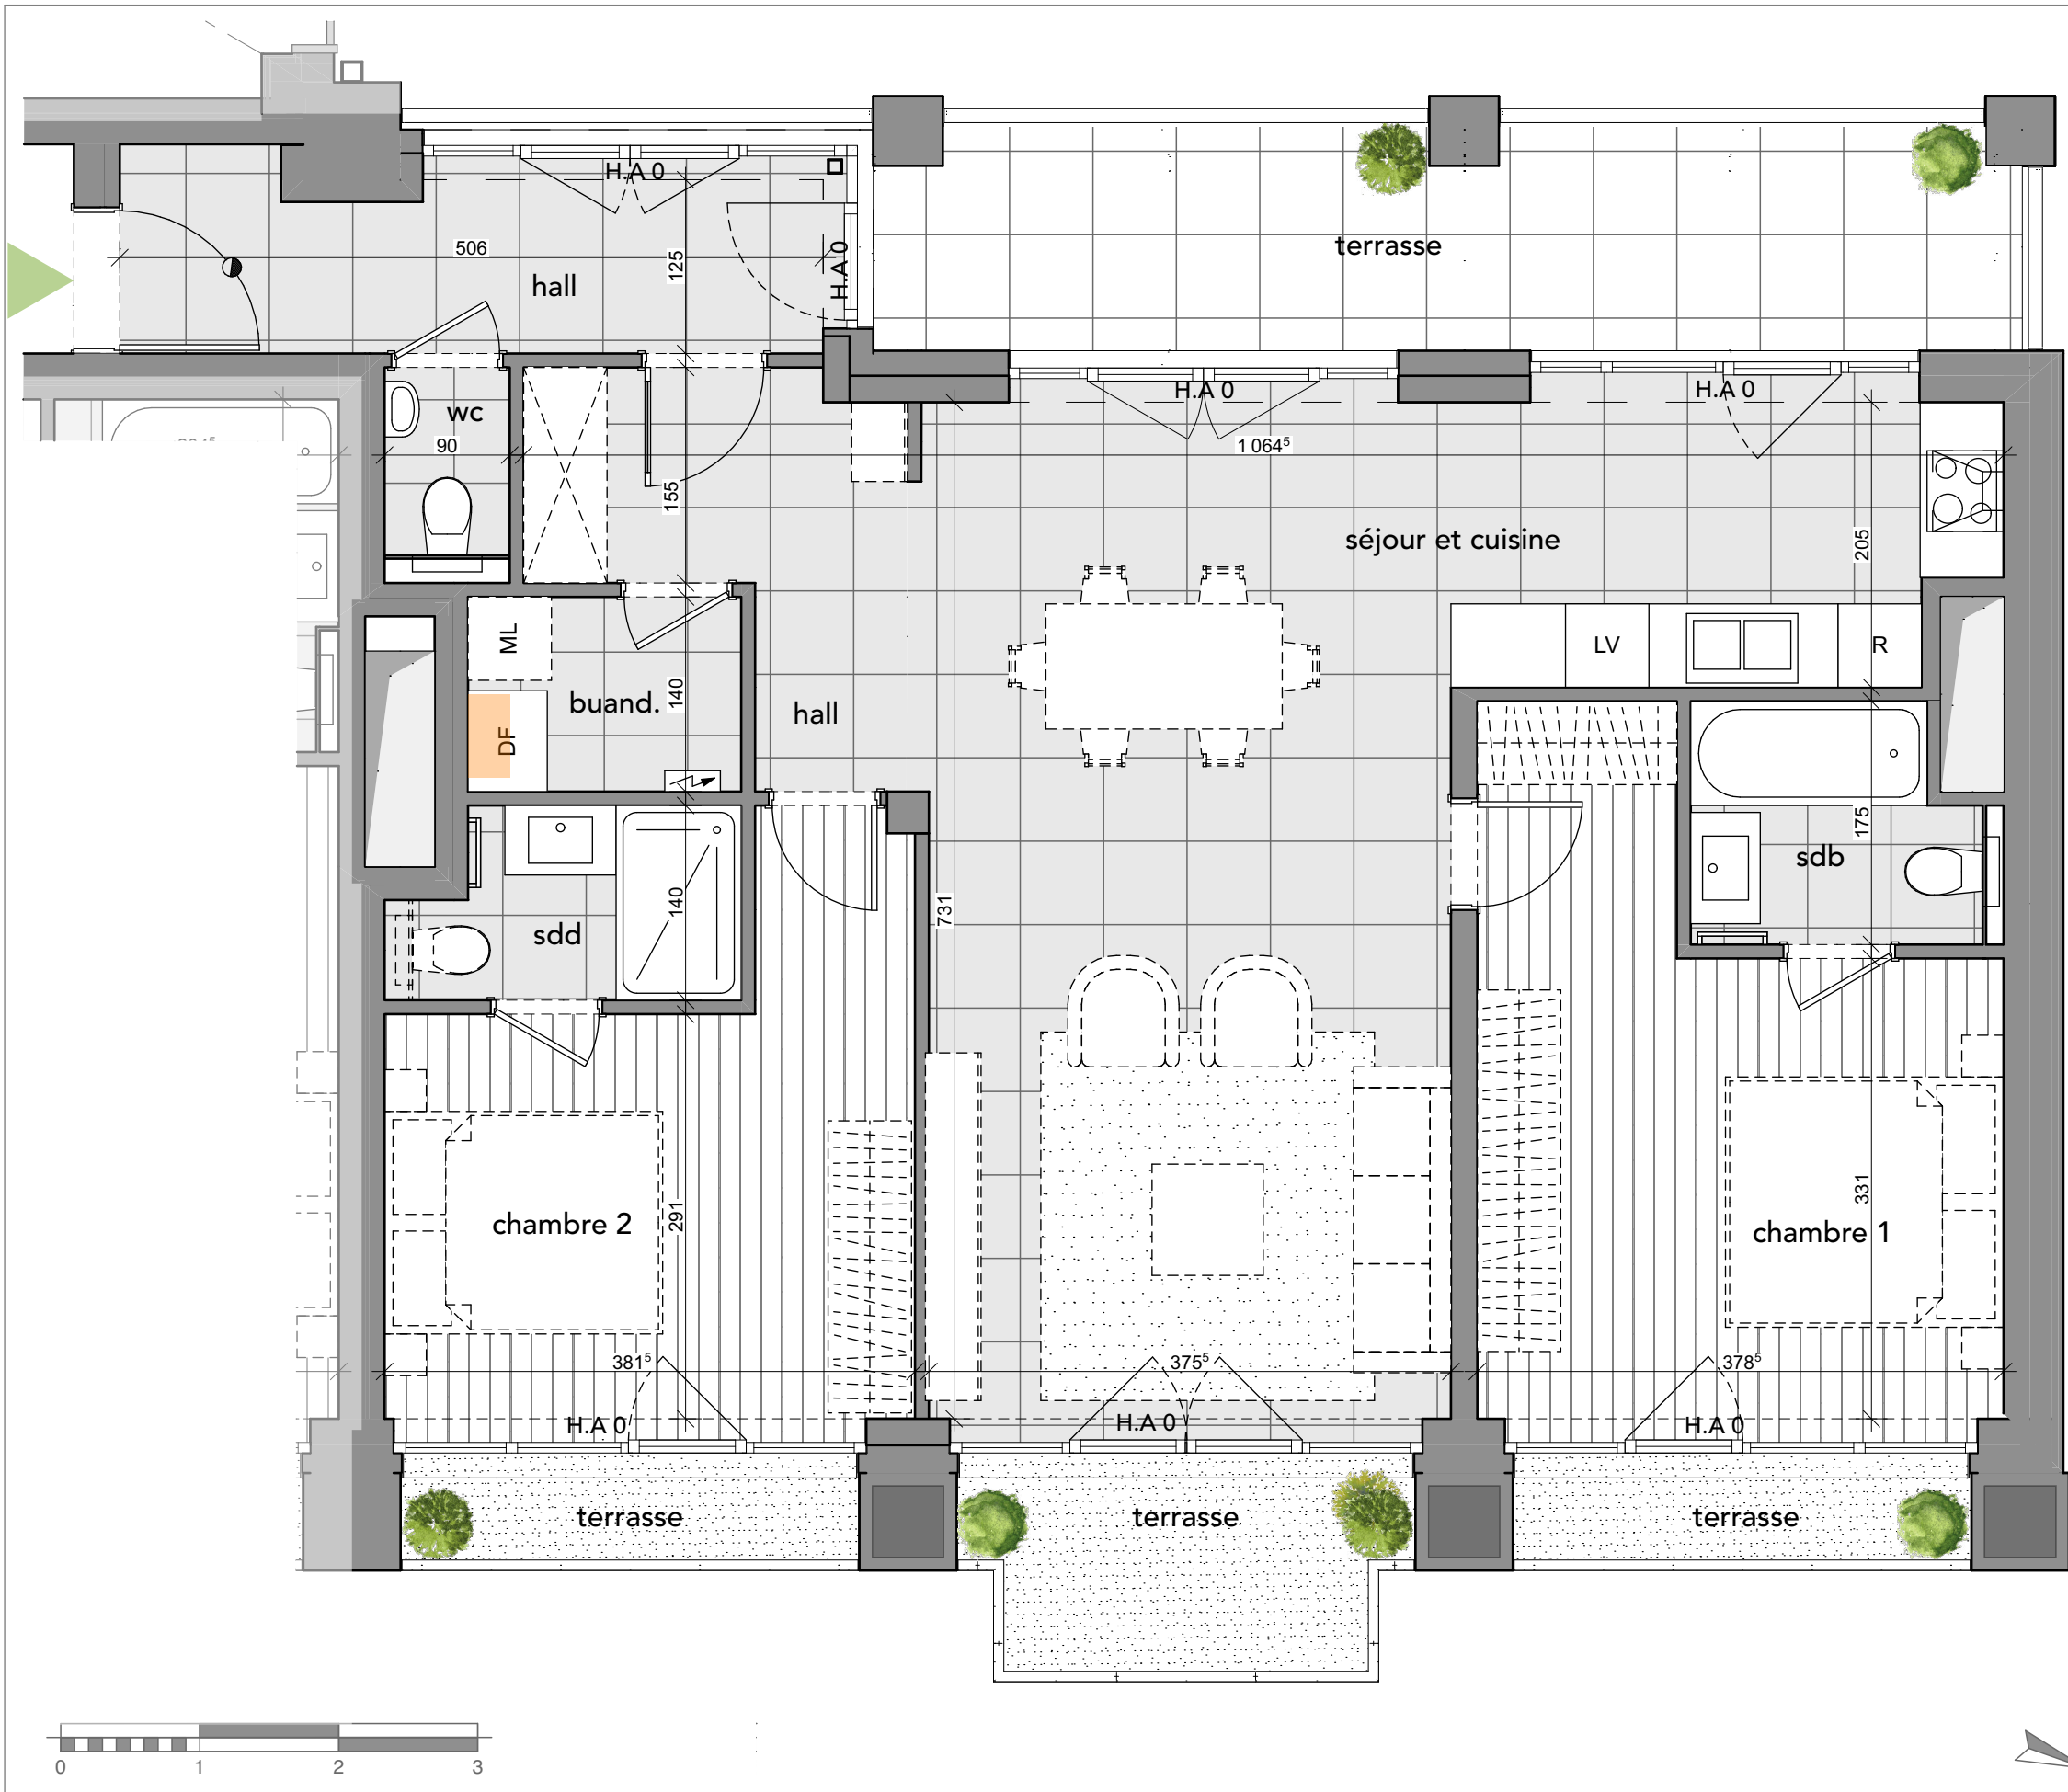 H.A 0
506
125
hall
H.A 0
terrasse
wc
90
H.A 0
H.A 0
1 064⁵
155
séjour et cuisine
205
ML
LV
R
buand.
140
hall
DF
175
sdb
140
sdd
731
chambre 2
291
331
chambre 1
381⁵
375⁵
378⁵
H.A 0
H.A 0
H.A 0
terrasse
terrasse
terrasse
0 1 2 3